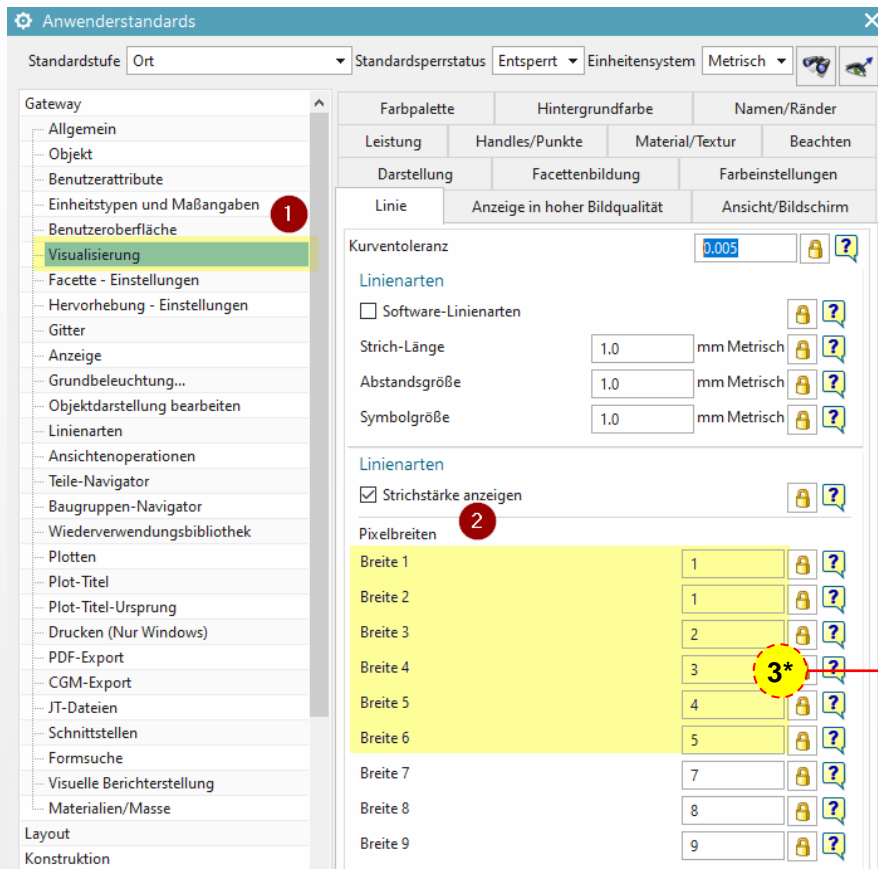 Anwenderstandards
Standardstufe Ort Standardsperrstatus Entsperrt Einheitensystem Metrisch
Gateway
Allgemein
Objekt
Benutzerattribute
Einheitstypen und Maßangaben
1
Benutzeroberfläche
Visualisierung
Facette - Einstellungen
Hervorhebung - Einstellungen
Gitter
Anzeige
Grundbeleuchtung...
Objektdarstellung bearbeiten
Linienarten
Ansichtenoperationen
Teile-Navigator
Baugruppen-Navigator
Wiederverwendungsbibliothek
Plotten
Plot-Titel
Plot-Titel-Ursprung
Drucken (Nur Windows)
PDF-Export
CGM-Export
JT-Dateien
Schnittstellen
Formsuche
Visuelle Berichterstellung
Materialien/Masse
Layout
Konstruktion
Farbpalette Hintergrundfarbe Namen/Ränder
Leistung Handles/Punkte Material/Textur Beachten
Darstellung Facettenbildung Farbeinstellungen
Linie Anzeige in hoher Bildqualität Ansicht/Bildschirm
Kurventoleranz 0.005 ?
Linienarten
Software-Linienarten ?
Strich-Länge 1.0 mm Metrisch ?
Abstandsgröße 1.0 mm Metrisch ?
Symbolgröße 1.0 mm Metrisch ?
Linienarten
Strichstärke anzeigen ?
2
Pixelbreiten
Breite 1 1 ?
Breite 2 1 ?
Breite 3 2 ?
Breite 4 3 3* ?
Breite 5 4 ?
Breite 6 5 ?
Breite 7 7 ?
Breite 8 8 ?
Breite 9 9 ?